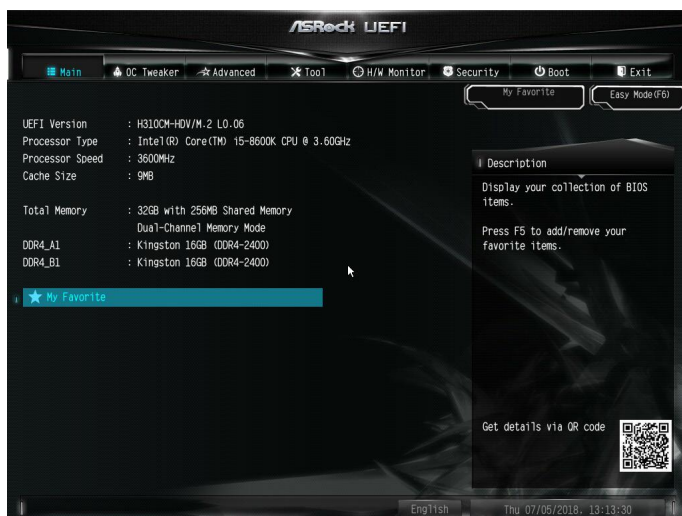 ASRock UEFI
Main OC Tweaker Advanced Tool H/W Monitor Security Boot Exit
My Favorite Easy Mode(F6)
UEFI Version : H310CM-HDV/M.2 L0.06
Processor Type : Intel(R) Core(TM) i5-8600K CPU @ 3.60GHz
Processor Speed : 3600MHz
Cache Size : 9MB
Total Memory : 32GB with 256MB Shared Memory
Dual-Channel Memory Mode
DDR4_A1 : Kingston 16GB (DDR4-2400)
DDR4_B1 : Kingston 16GB (DDR4-2400)
My Favorite
Description
Display your collection of BIOS
items.
Press F5 to add/remove your
favorite items.
Get details via QR code
English Thu 07/05/2018. 13:13:30